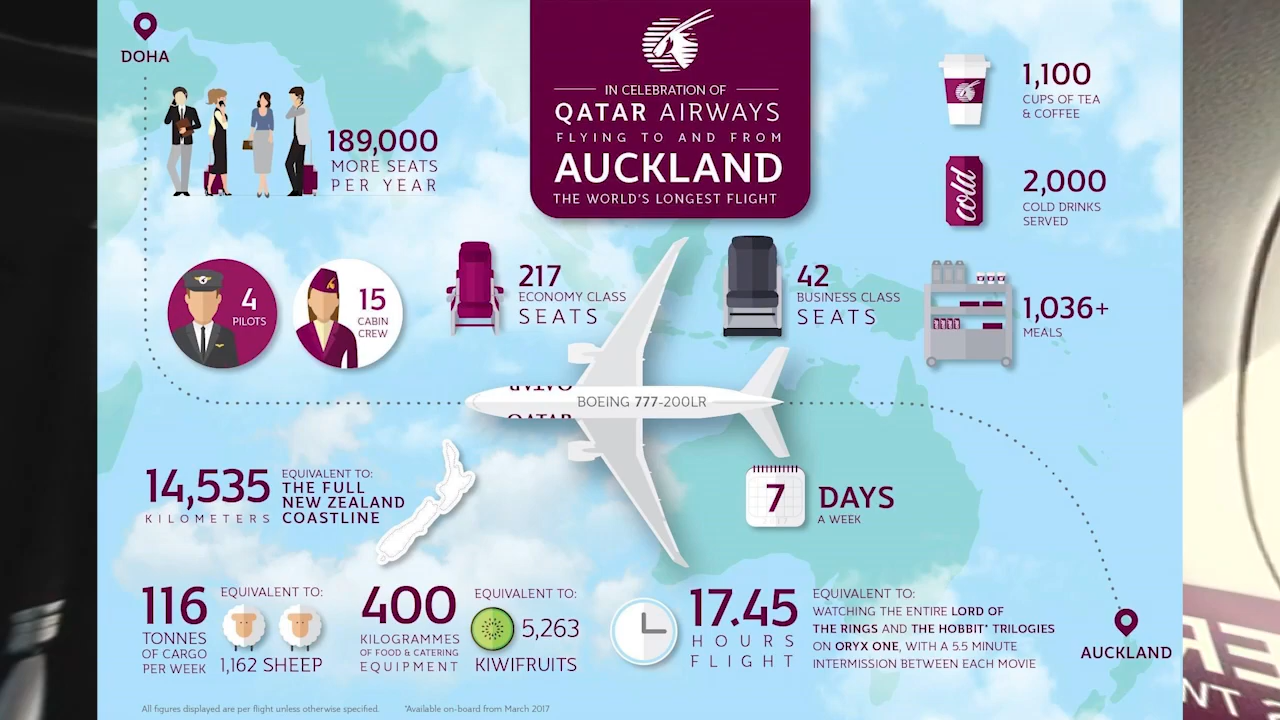 DOHA
189,000
MORE SEATS
PER YEAR
IN CELEBRATION OF
QATAR AIRWAYS
FLYING TO AND FROM
AUCKLAND
THE WORLD'S LONGEST FLIGHT
1,100
CUPS OF TEA
& COFFEE
cold
2,000
COLD DRINKS
SERVED
4
PILOTS
15
CABIN
CREW
217
ECONOMY CLASS
SEATS
42
BUSINESS CLASS
SEATS
1,036+
MEALS
BOEING 777-200LR
14,535
KILOMETERS
EQUIVALENT TO:
THE FULL
NEW ZEALAND
COASTLINE
7
DAYS
A WEEK
116
TONNES
OF CARGO
PER WEEK
EQUIVALENT TO:
1,162 SHEEP
400
KILOGRAMMES
OF FOOD & CATERING
EQUIPMENT
EQUIVALENT TO:
5,263
KIWIFRUITS
17.45
HOURS
FLIGHT
EQUIVALENT TO:
WATCHING THE ENTIRE LORD OF
THE RINGS AND THE HOBBIT* TRILOGIES
ON ORYX ONE, WITH A 5.5 MINUTE
INTERMISSION BETWEEN EACH MOVIE
AUCKLAND
All figures displayed are per flight unless otherwise specified. *Available on-board from March 2017